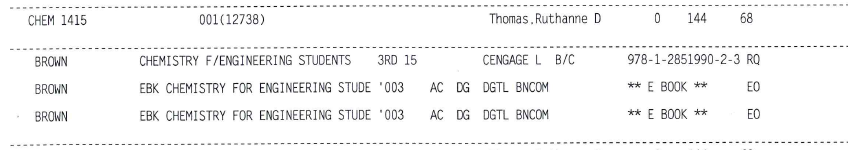 CHEM 1415 001(12738) Thomas,Ruthanne D 0 144 68
BROWN CHEMISTRY F/ENGINEERING STUDENTS 3RD 15 CENGAGE L B/C 978-1-2851990-2-3 RQ
BROWN EBK CHEMISTRY FOR ENGINEERING STUDE '003 AC DG DGTL BNCOM ** E BOOK ** EO
BROWN EBK CHEMISTRY FOR ENGINEERING STUDE '003 AC DG DGTL BNCOM ** E BOOK ** EO